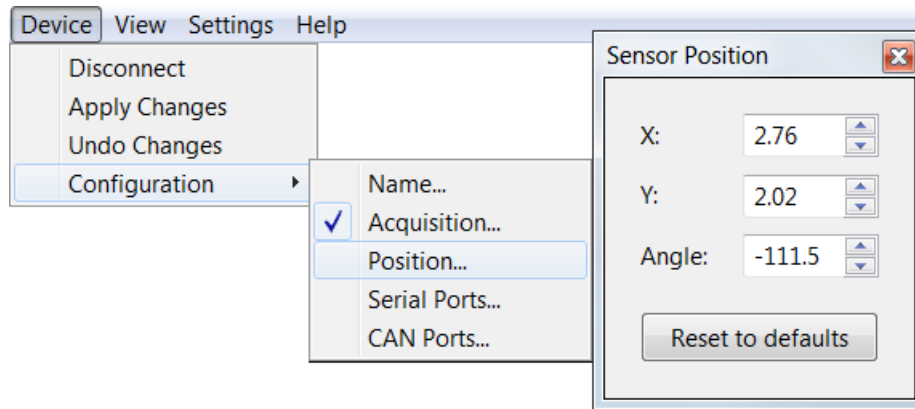 Device View Settings Help
Disconnect
Apply Changes
Undo Changes
Configuration
Name...
Acquisition...
Position...
Serial Ports...
CAN Ports...
Sensor Position
X: 2.76
Y: 2.02
Angle: -111.5
Reset to defaults